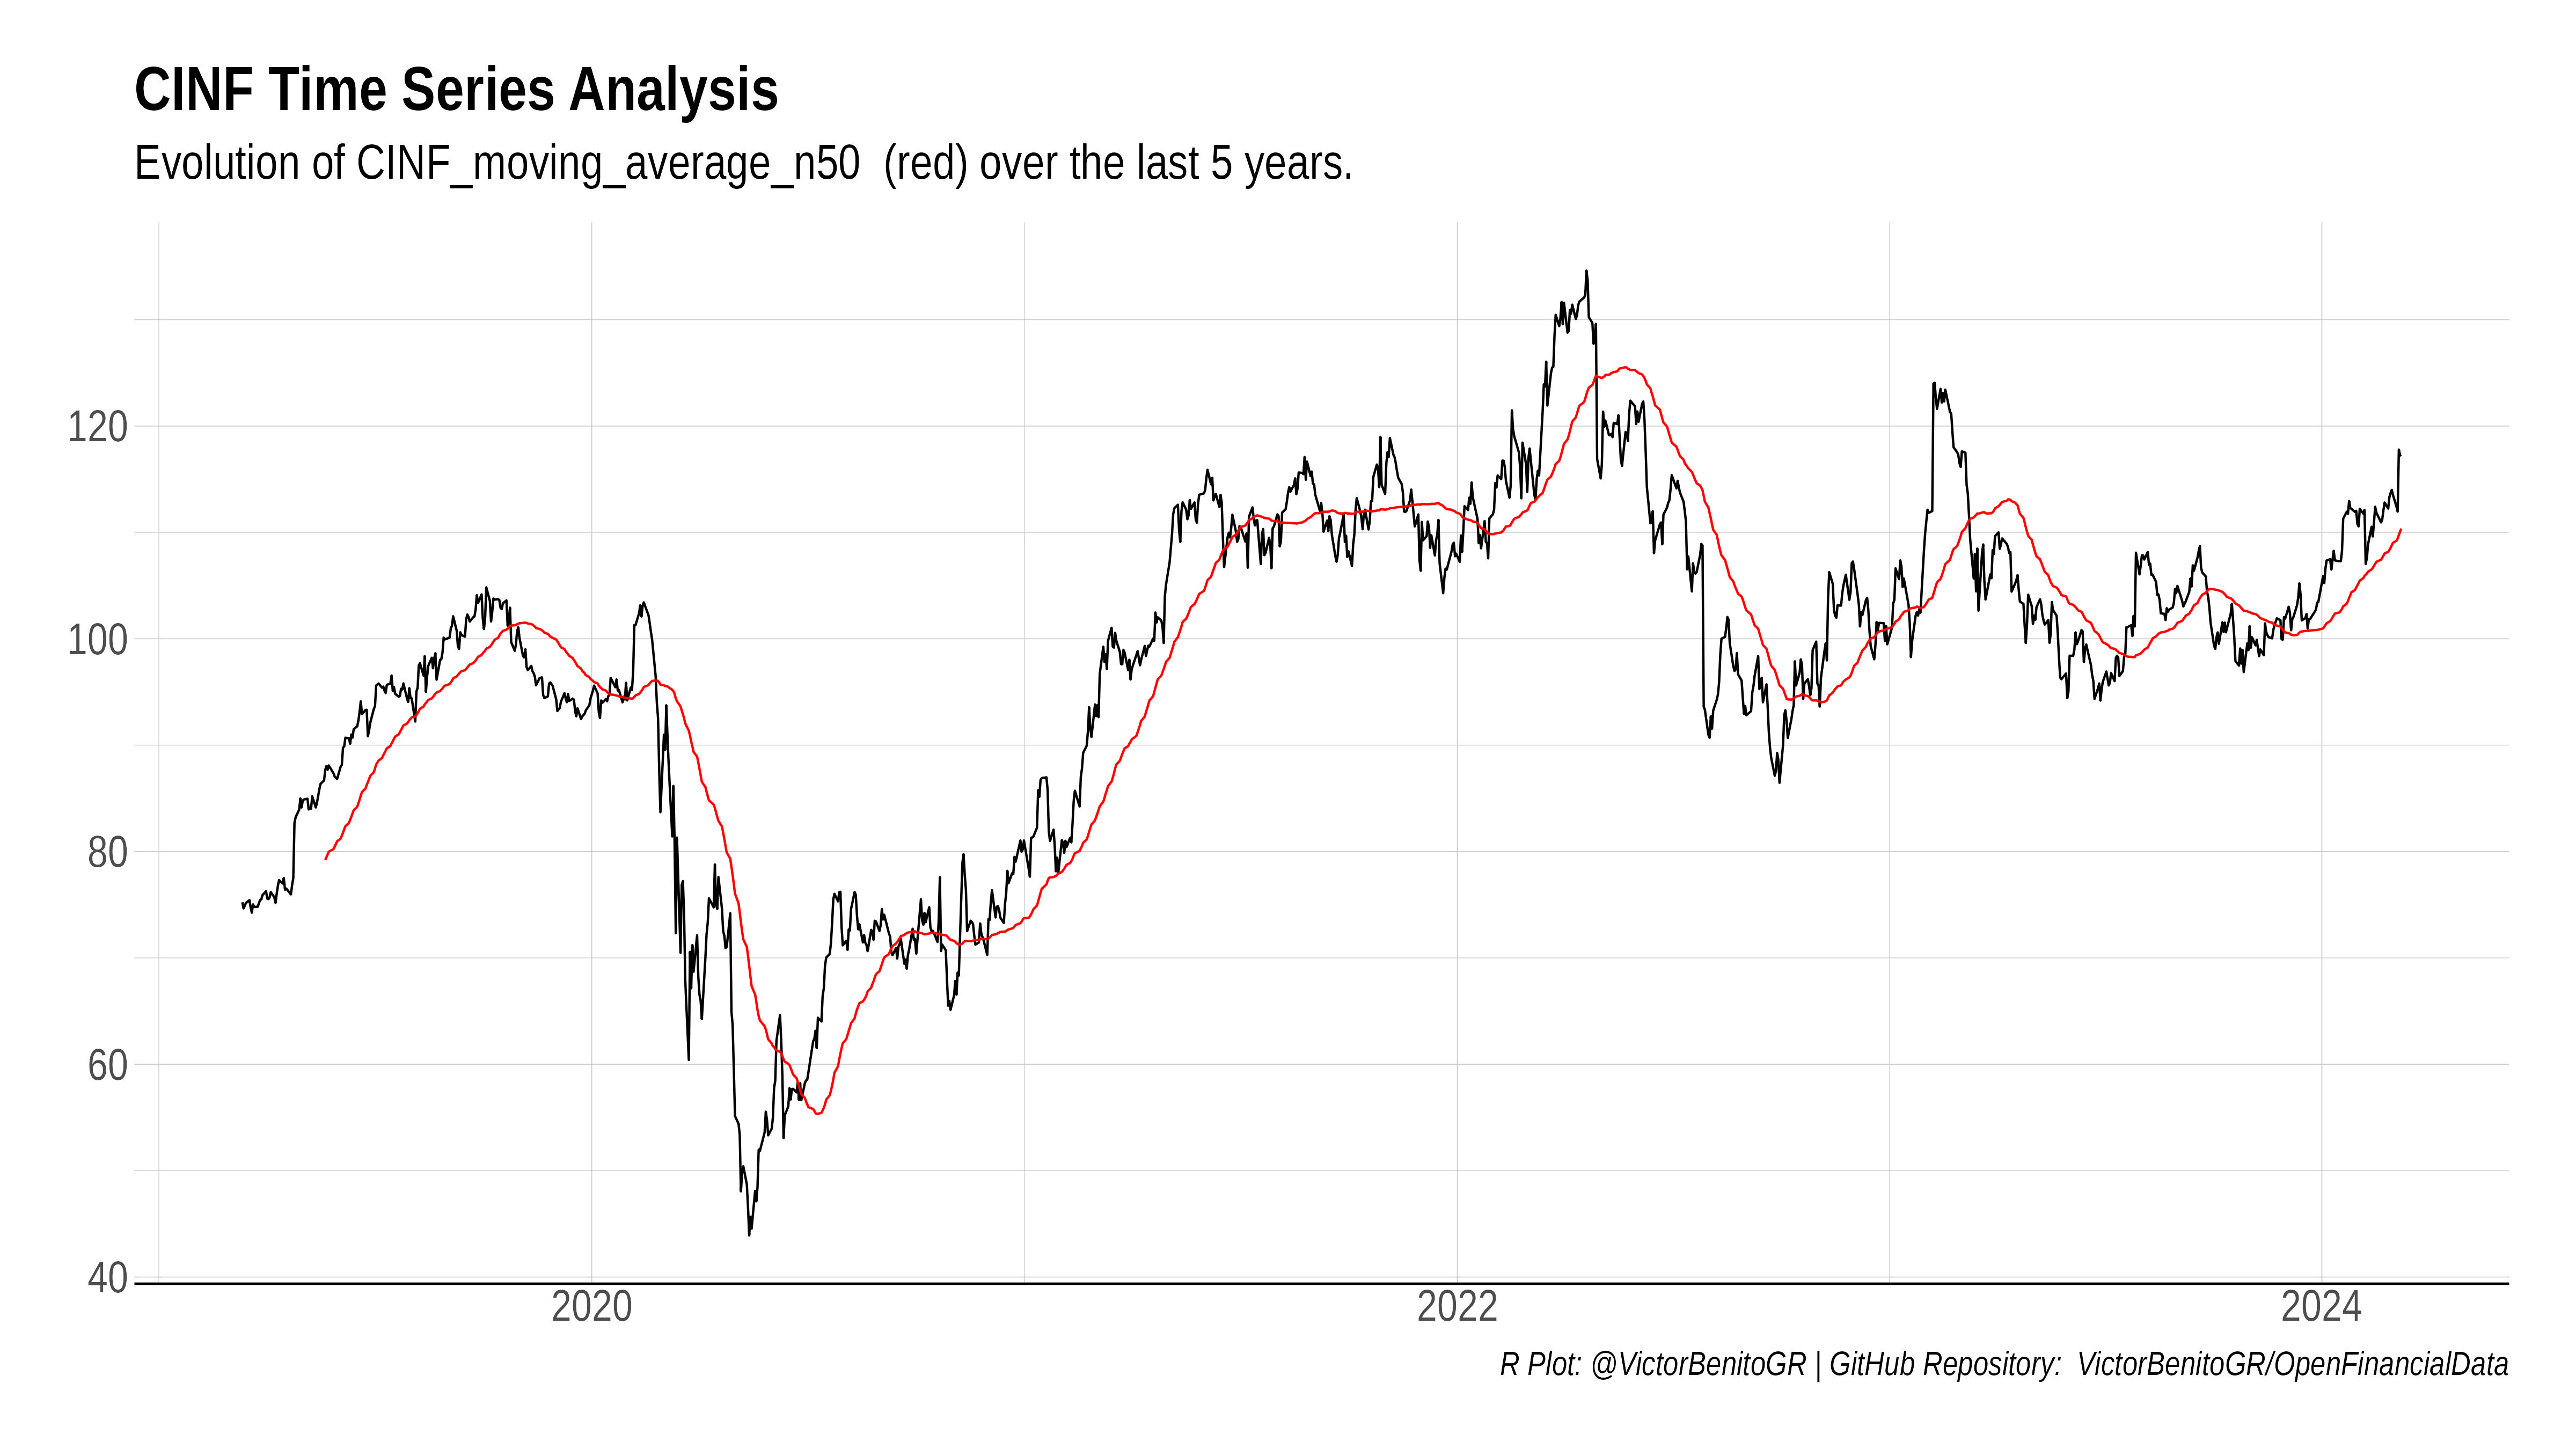 CINF Time Series Analysis
Evolution of CINF_moving_average_n50  (red) over the last 5 years.
120
100
80
60
40
2020 2022 2024
R Plot: @VictorBenitoGR | GitHub Repository:  VictorBenitoGR/OpenFinancialData